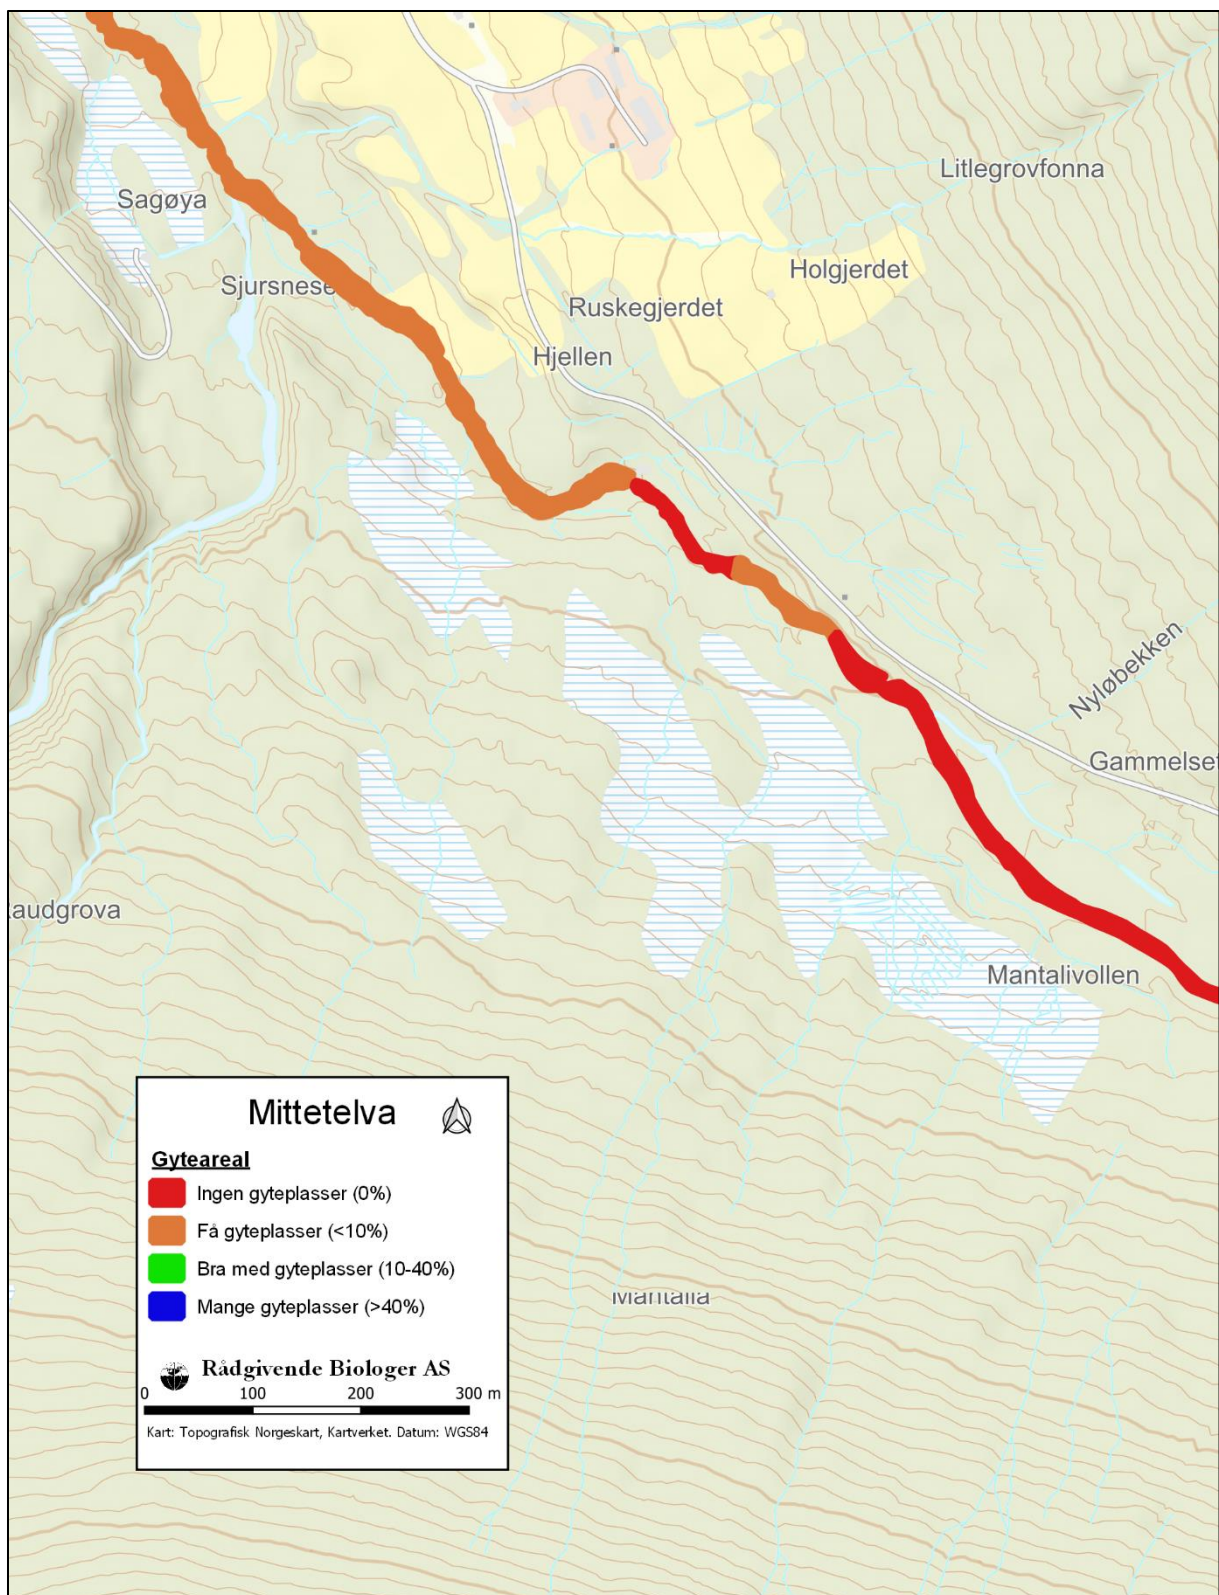 Litlegrovfonna
Sagøya
Holgjerdet
Sjursnese
Ruskegjerdet
Hjellen
Nyløbekken
Gammelset
audgrova
Mantalivollen
Mittetelva
Gyteareal
Ingen gyteplasser (0%)
Få gyteplasser (<10%)
Bra med gyteplasser (10-40%)
Mange gyteplasser (>40%)
Mantalia
Rådgivende Biologer AS
0 100 200 300 m
Kart: Topografisk Norgeskart, Kartverket. Datum: WGS84